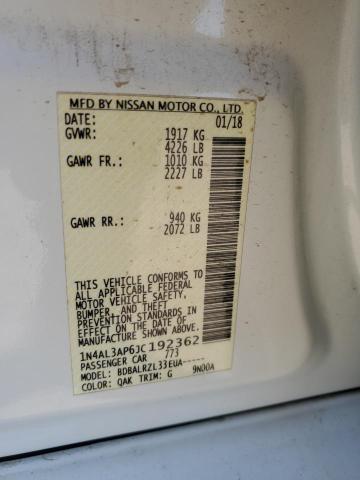 MFD BY NISSAN MOTOR CO., LTD.
DATE: 01/18
GVWR: 1917 KG
4226 LB
GAWR FR.: 1010 KG
2227 LB
GAWR RR.: 940 KG
2072 LB
THIS VEHICLE CONFORMS TO
ALL APPLICABLE FEDERAL
MOTOR VEHICLE SAFETY,
BUMPER, AND THEFT
PREVENTION STANDARDS IN
EFFECT ON THE DATE OF
MANUFACTURE SHOWN ABOVE.
1N4AL3AP6JC192362
PASSENGER CAR 773
MODEL: BDBALRZL33EUA-----
COLOR: QAK TRIM: G 9N00A